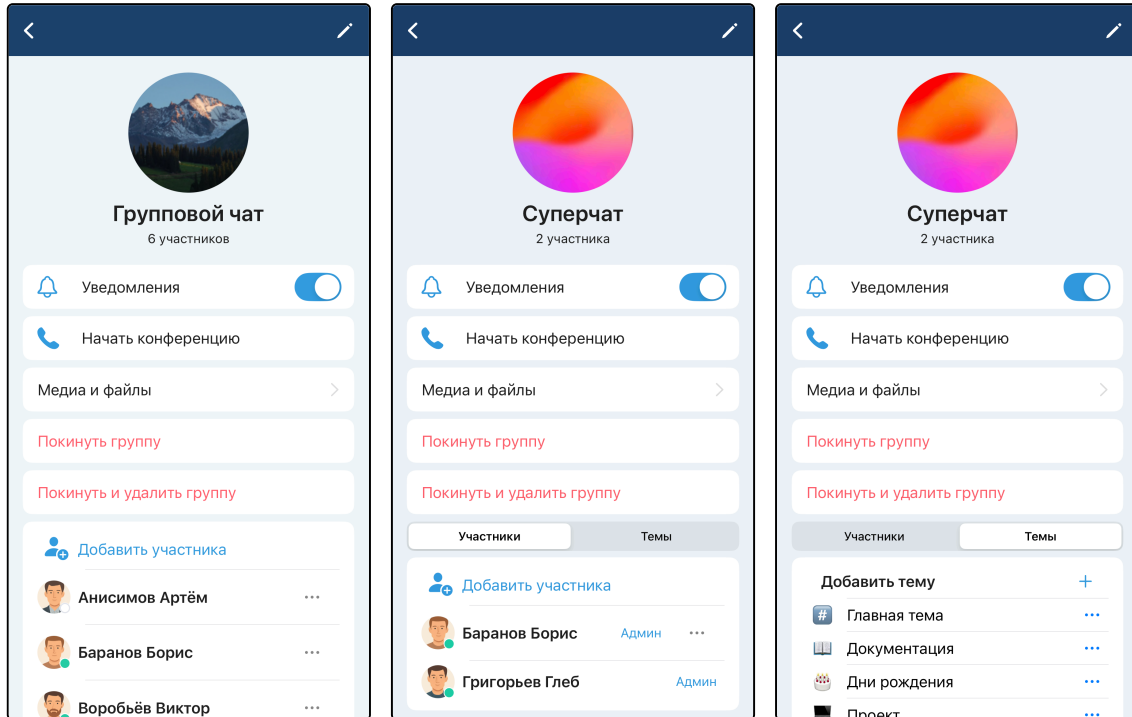 Групповой чат
6 участников
Уведомления
Начать конференцию
Медиа и файлы
Покинуть группу
Покинуть и удалить группу
Добавить участника
Анисимов Артём
Баранов Борис
Воробьёв Виктор
Суперчат
2 участника
Уведомления
Начать конференцию
Медиа и файлы
Покинуть группу
Покинуть и удалить группу
Участники Темы
Добавить участника
Баранов Борис Админ
Григорьев Глеб Админ
Суперчат
2 участника
Уведомления
Начать конференцию
Медиа и файлы
Покинуть группу
Покинуть и удалить группу
Участники Темы
Добавить тему
Главная тема
Документация
Дни рождения
Проект